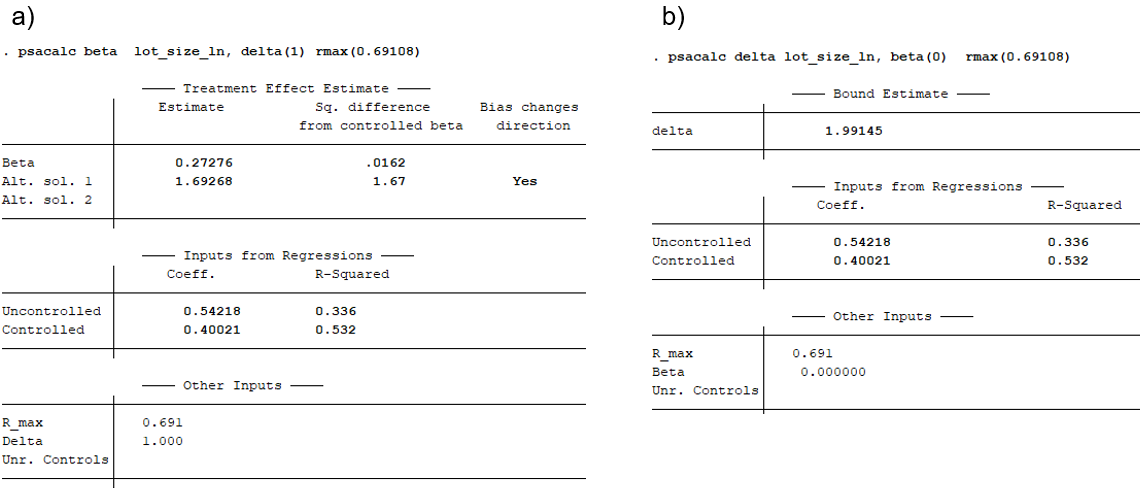 a)
. psacalc beta  lot_size_ln, delta(1) rmax(0.69108)
Treatment Effect Estimate
Estimate Sq. difference Bias changes
from controlled beta direction
Beta 0.27276 .0162
Alt. sol. 1 1.69268 1.67 Yes
Alt. sol. 2
Inputs from Regressions
Coeff. R-Squared
Uncontrolled 0.54218 0.336
Controlled 0.40021 0.532
Other Inputs
R_max 0.691
Delta 1.000
Unr. Controls
b)
. psacalc delta lot_size_ln, beta(0)  rmax(0.69108)
Bound Estimate
delta 1.99145
Inputs from Regressions
Coeff. R-Squared
Uncontrolled 0.54218 0.336
Controlled 0.40021 0.532
Other Inputs
R_max 0.691
Beta 0.000000
Unr. Controls